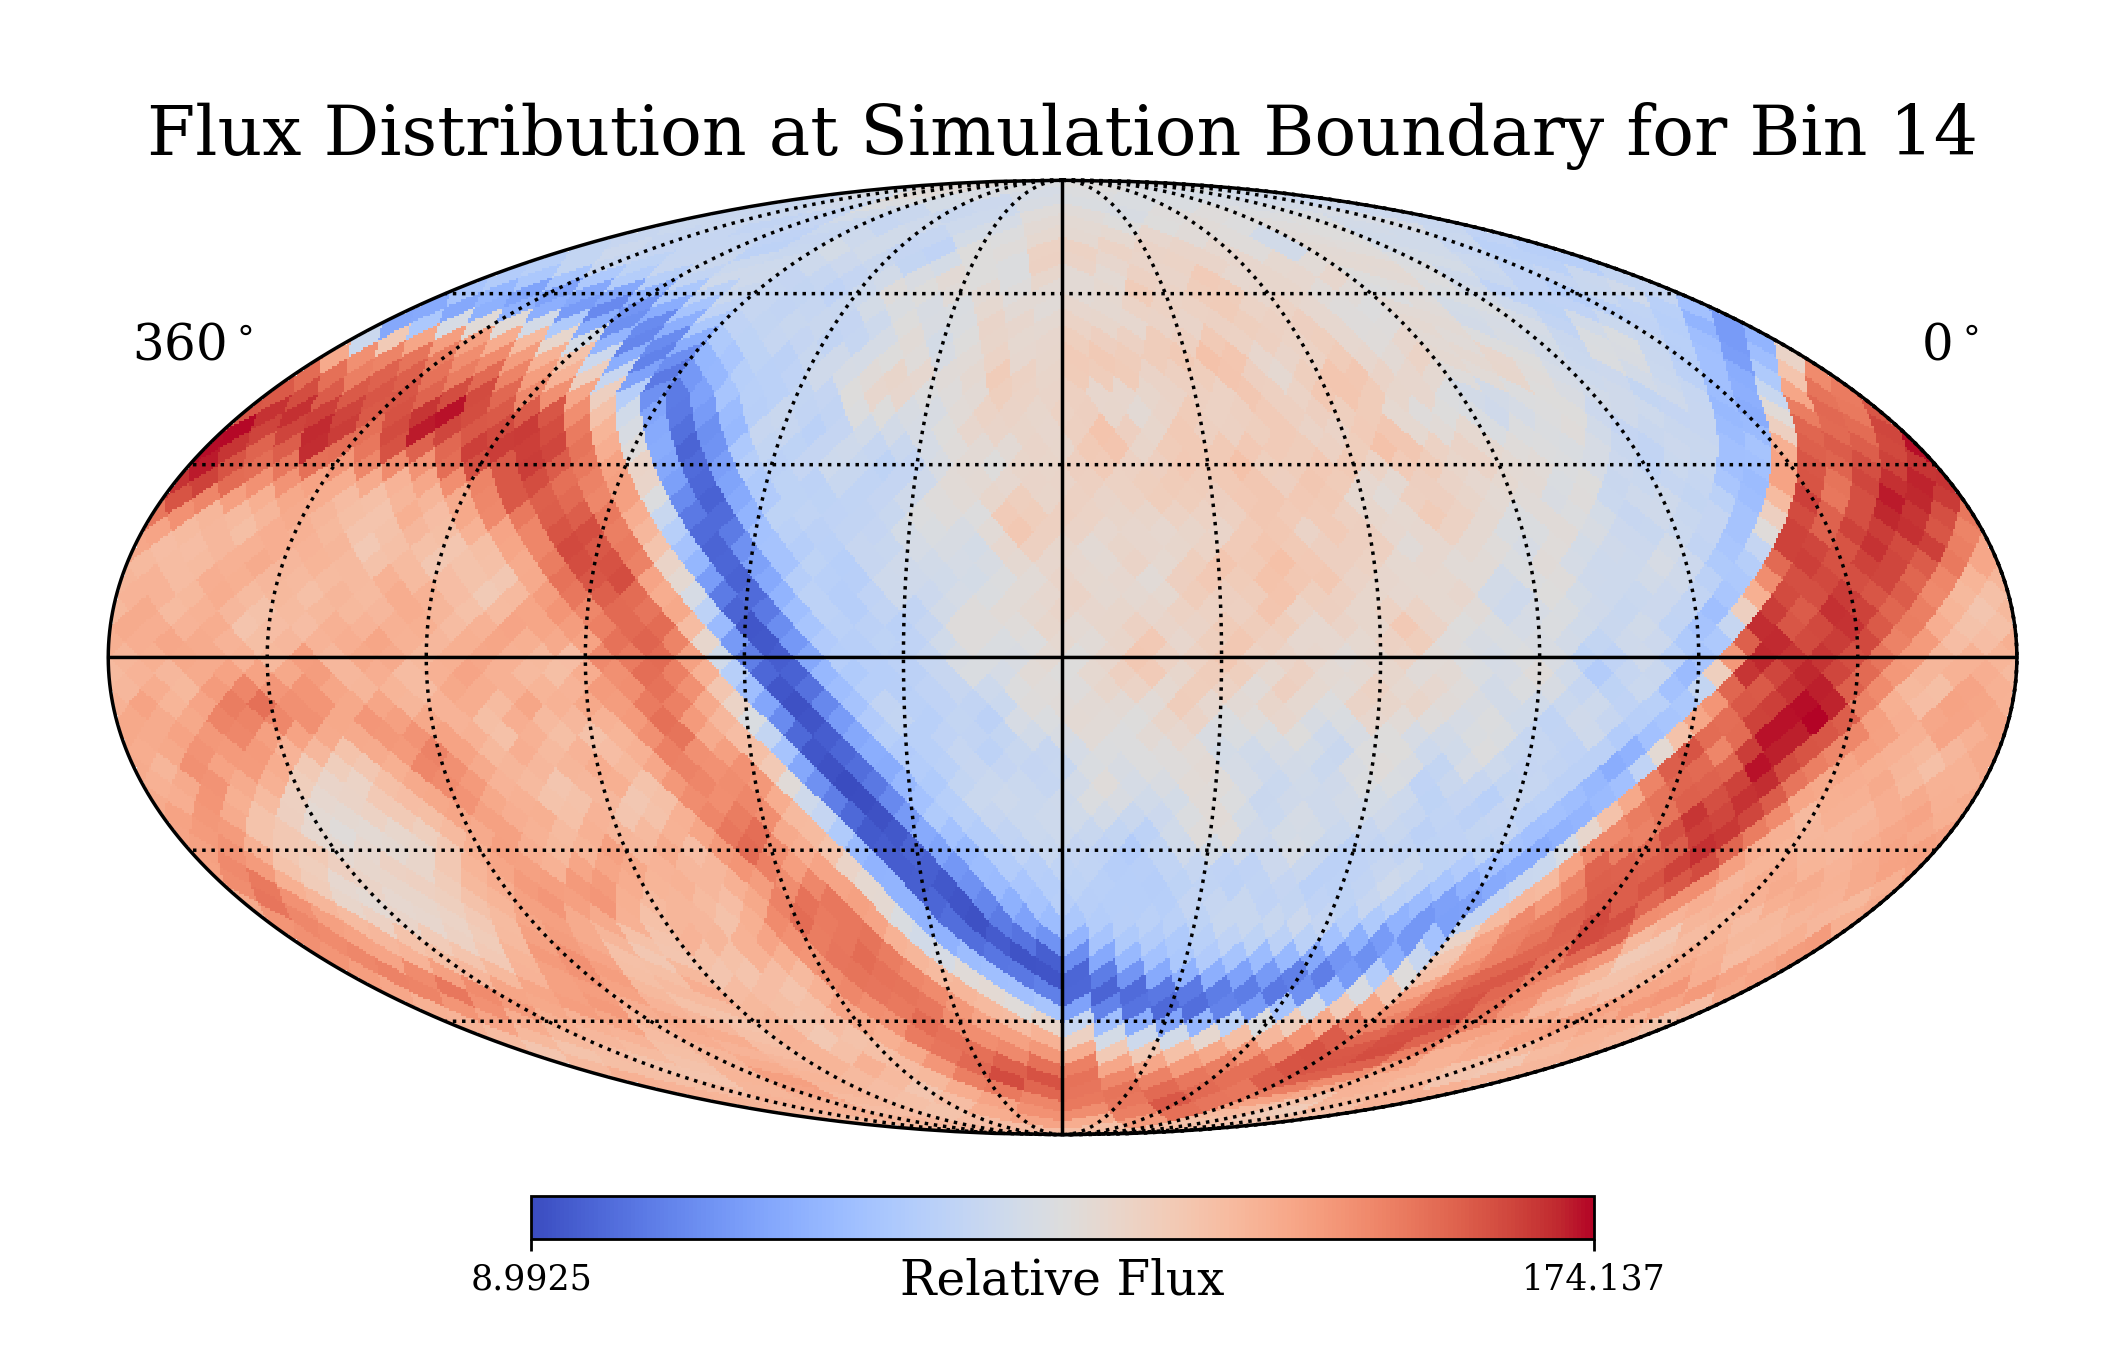 Flux Distribution at Simulation Boundary for Bin 14
360° 0°
8.9925 Relative Flux 174.137